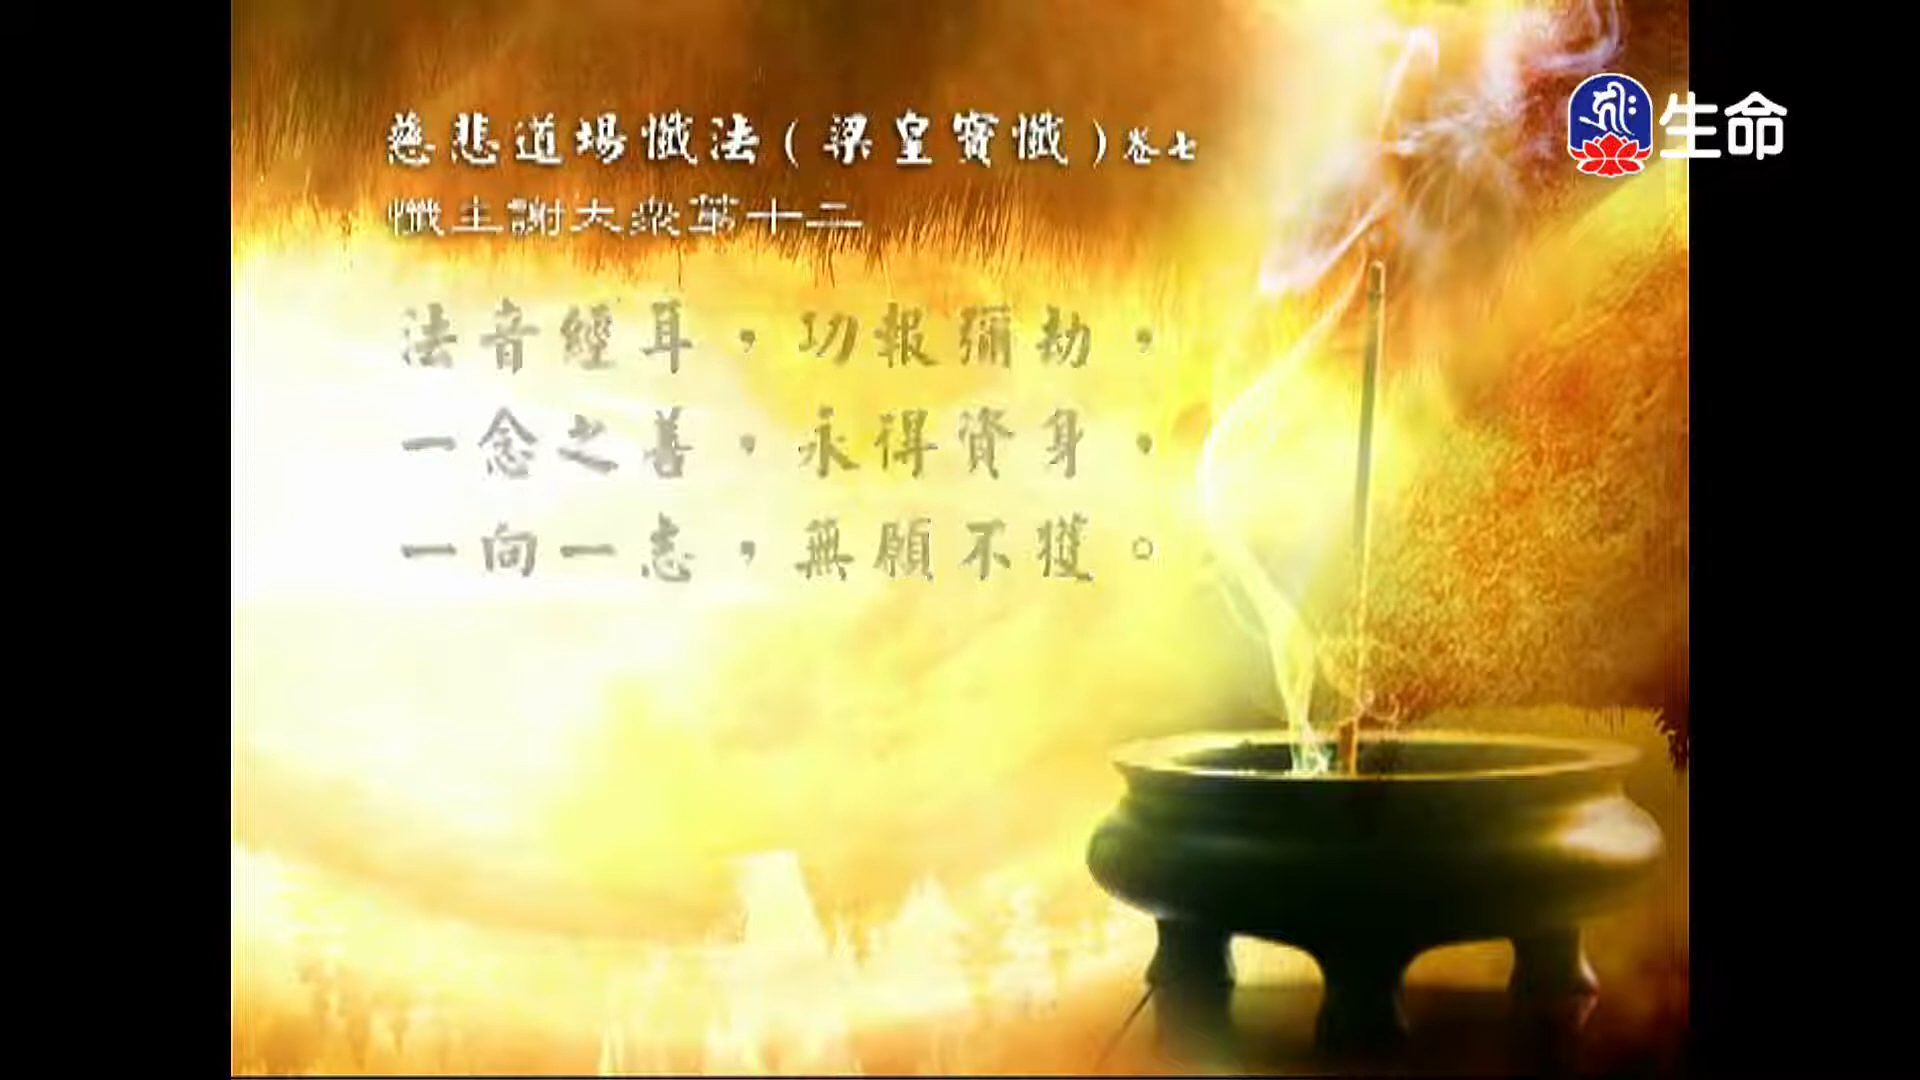 慈悲道場懺法(梁皇寶懺)卷七
生命
懺主謝大眾第十二
法音經耳，功報彌劫，
一念之善，永得資身，
一向一志，無願不獲。